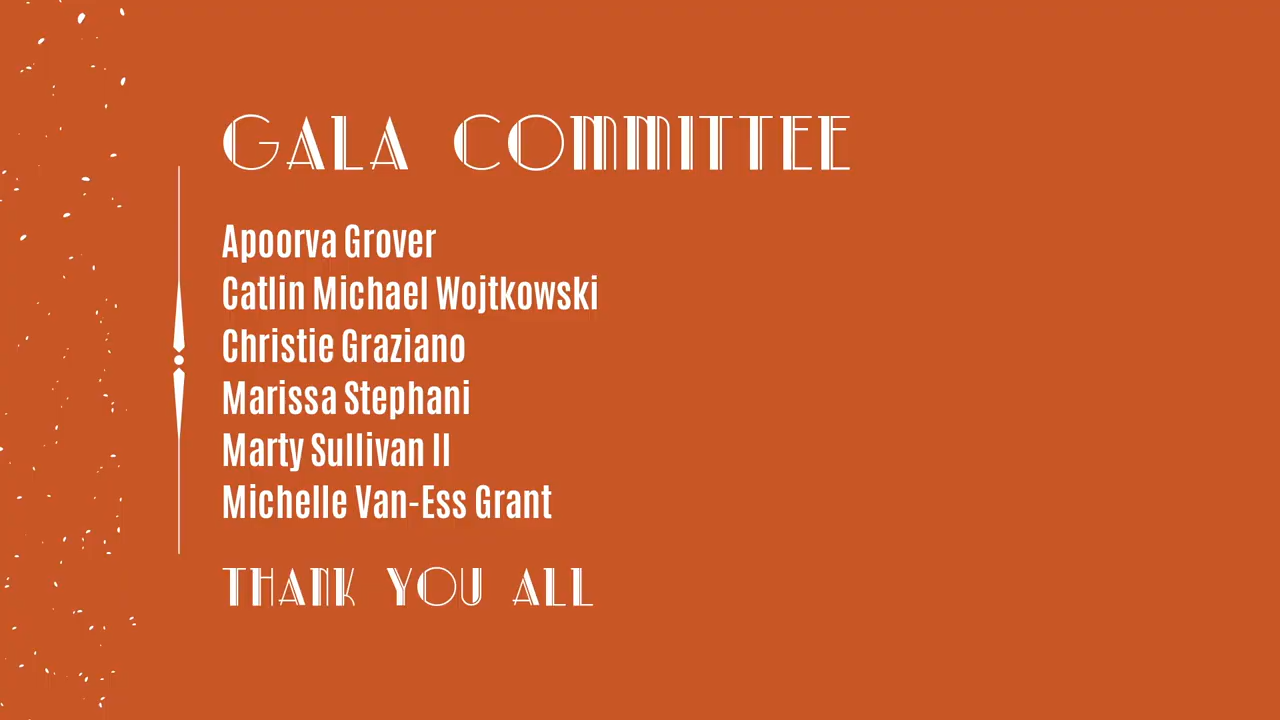 GALA COMMITTEE
Apoorva Grover
Catlin Michael Wojtkowski
Christie Graziano
Marissa Stephani
Marty Sullivan II
Michelle Van-Ess Grant
THANK YOU ALL